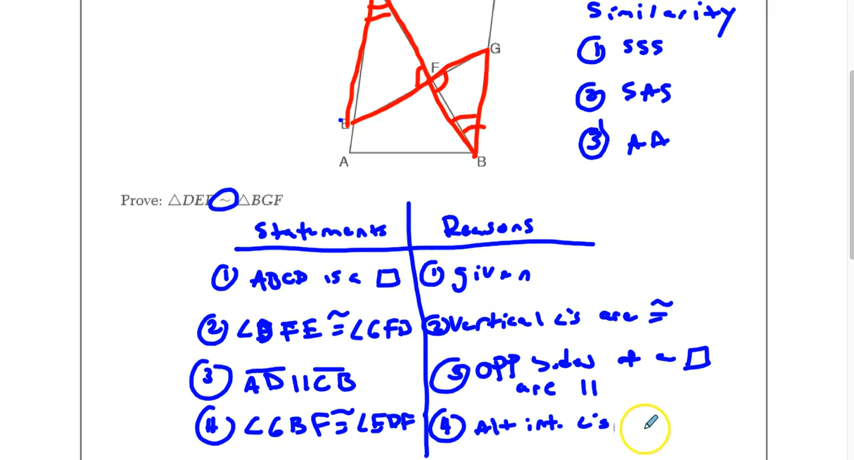 Similarity
① SSS
G
F
② SAS
E
③ AA
A
B
Prove: △DEF ~ △BGF
Statements Reasons
① ABCD is a ▱ ① given
② ∠BFE ≅ ∠GFD ② Vertical ∠'s are ≅
③ AD || CB ③ OPP sides of a ▱
are ||
④ ∠GBF ≅ ∠EDF ④ Alt int. ∠'s